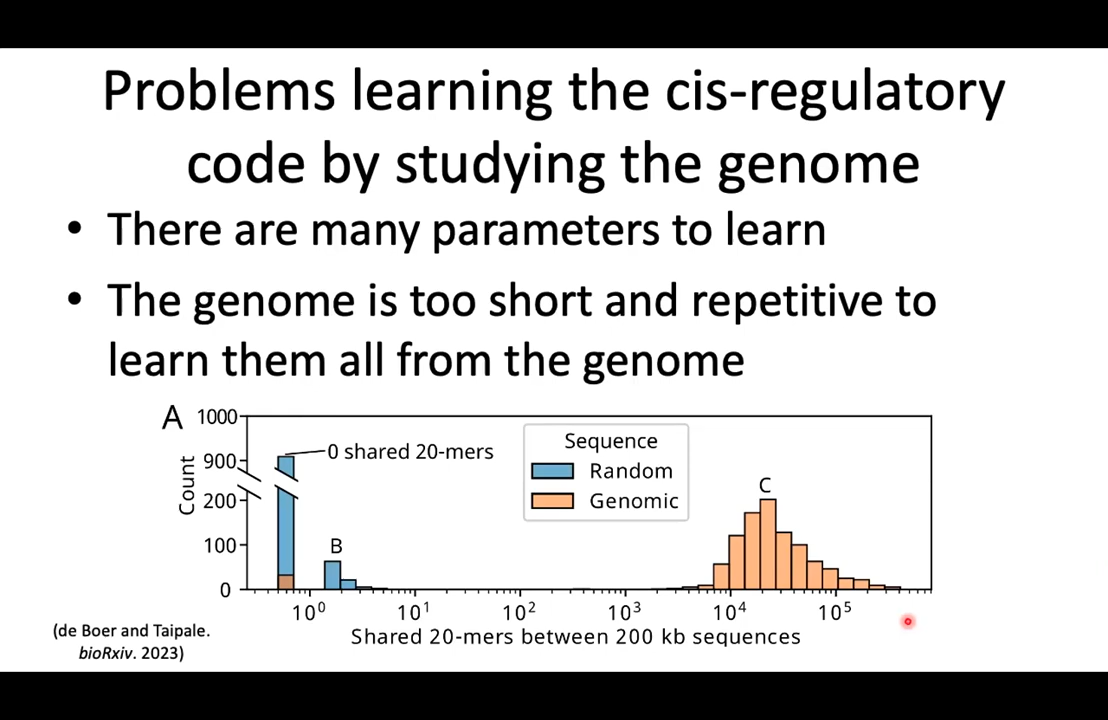 Problems learning the cis-regulatory
code by studying the genome
• There are many parameters to learn
• The genome is too short and repetitive to
learn them all from the genome
A
1000
900
200
100
0
Count
0 shared 20-mers
B
Sequence
Random
Genomic
C
10⁰ 10¹ 10² 10³ 10⁴ 10⁵
Shared 20-mers between 200 kb sequences
(de Boer and Taipale.
bioRxiv. 2023)